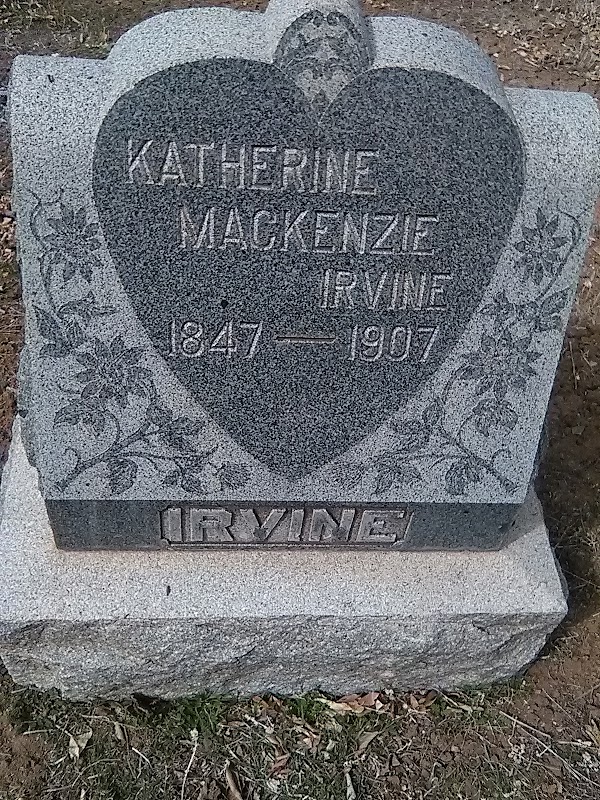 KATHERINE
MACKENZIE
IRVINE
1847 — 1907
IRVINE